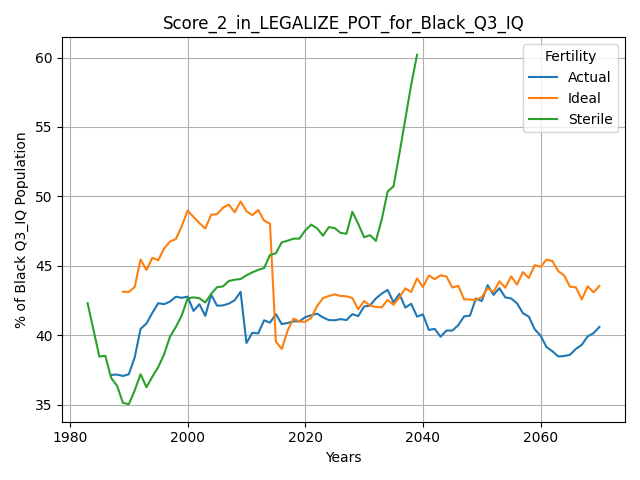 Score_2_in_LEGALIZE_POT_for_Black_Q3_IQ
% of Black Q3_IQ Population
60
55
50
45
40
35
Fertility
Actual
Ideal
Sterile
1980 2000 2020 2040 2060
Years